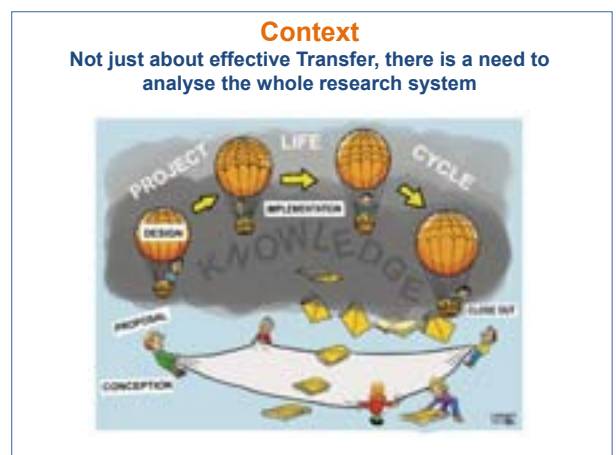 Context
Not just about effective Transfer, there is a need to
analyse the whole research system
PROJECT LIFE CYCLE
DESIGN
IMPLEMENTATION
KNOWLEDGE
PROPOSAL
CLOSE OUT
CONCEPTION